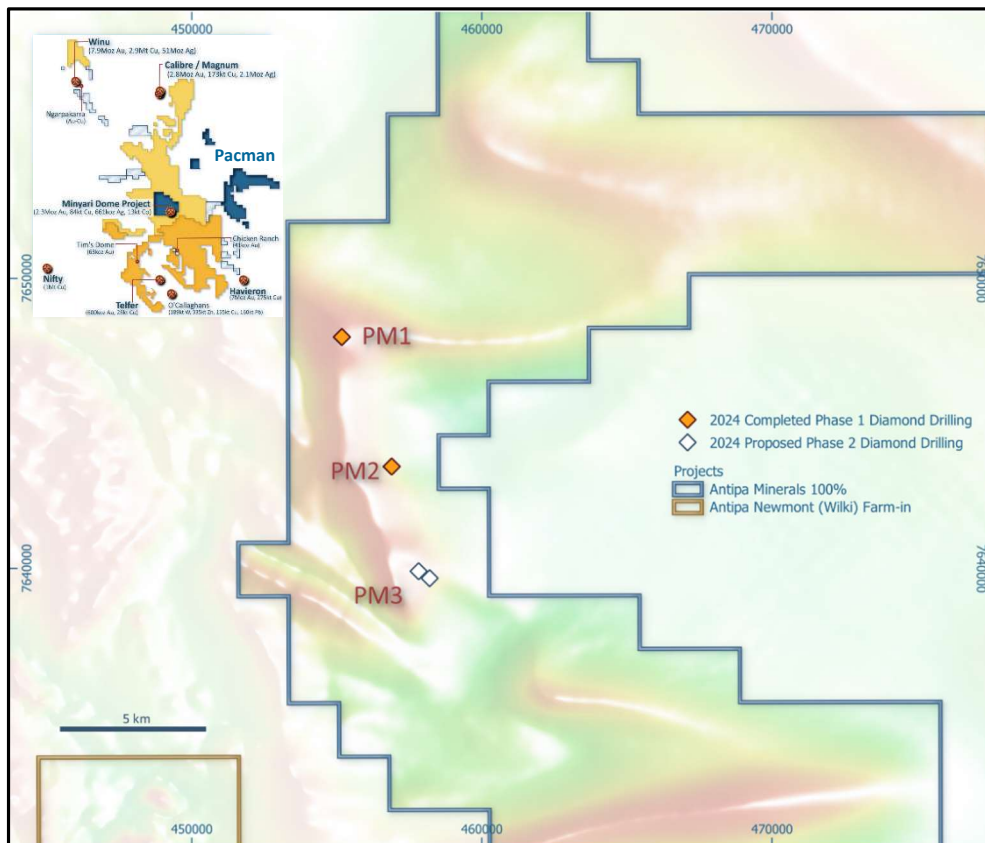 450000
460000
470000
Winu
(7.9Moz Au, 2.9Mt Cu, 51Moz Ag)
Calibre / Magnum
(2.8Moz Au, 173kt Cu, 2.1Moz Ag)
Ngapakarra
(Au-Cu)
Pacman
Minyari Dome Project
(2.3Moz Au, 84kt Cu, 661koz Ag, 13kt Co)
Chicken Ranch
Tim's Dome
(63koz Au)
Nifty
Telfer
O'Callaghans
Havieron
7650000
7650000
PM1
PM2
PM3
2024 Completed Phase 1 Diamond Drilling
2024 Proposed Phase 2 Diamond Drilling
Projects
Antipa Minerals 100%
Antipa Newmont (Wilki) Farm-in
7640000
7640000
5 km
450000
460000
470000